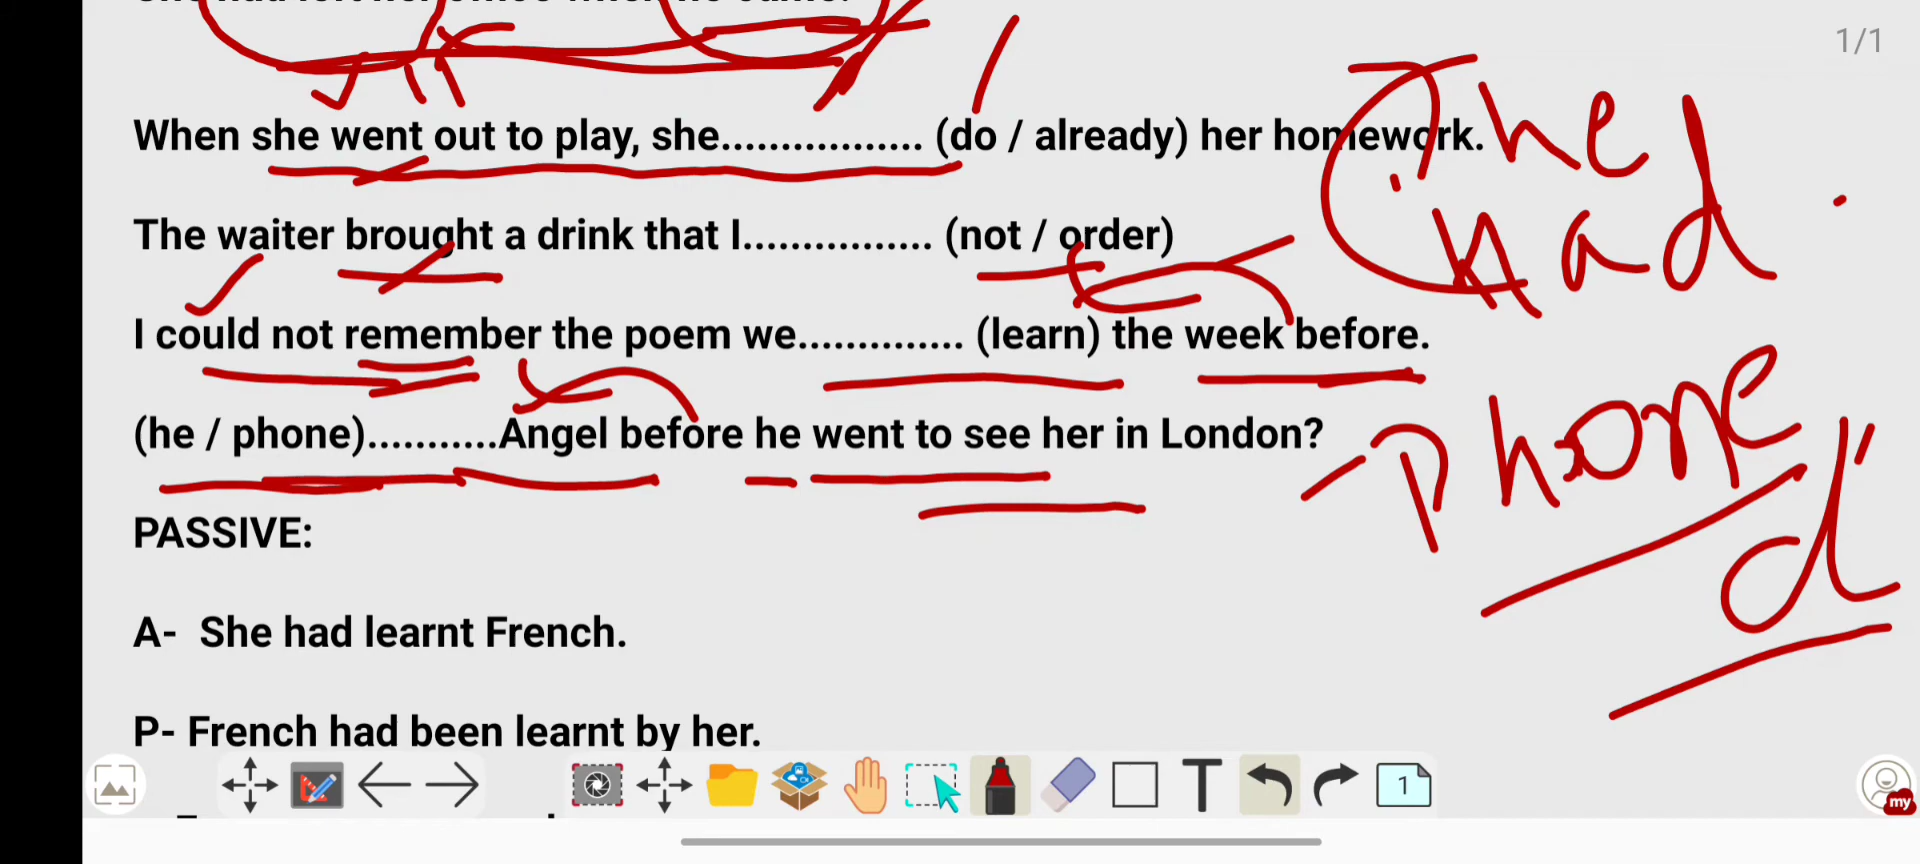 1/1
When she went out to play, she................. (do / already) her homework.
The waiter brought a drink that I................ (not / order)
I could not remember the poem we.............. (learn) the week before.
(he / phone)...........Angel before he went to see her in London?
had
he
phone
d
PASSIVE:
A- She had learnt French.
P- French had been learnt by her.
T
1
my